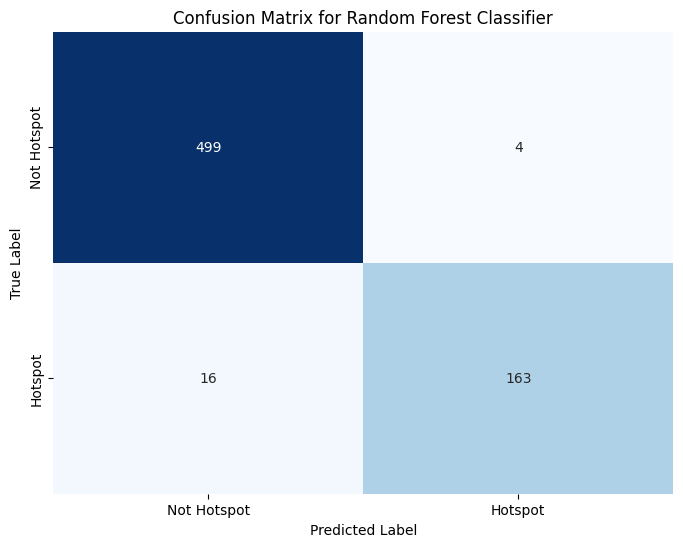 Confusion Matrix for Random Forest Classifier
True Label
Not Hotspot
499
4
Hotspot
16
163
Not Hotspot
Hotspot
Predicted Label